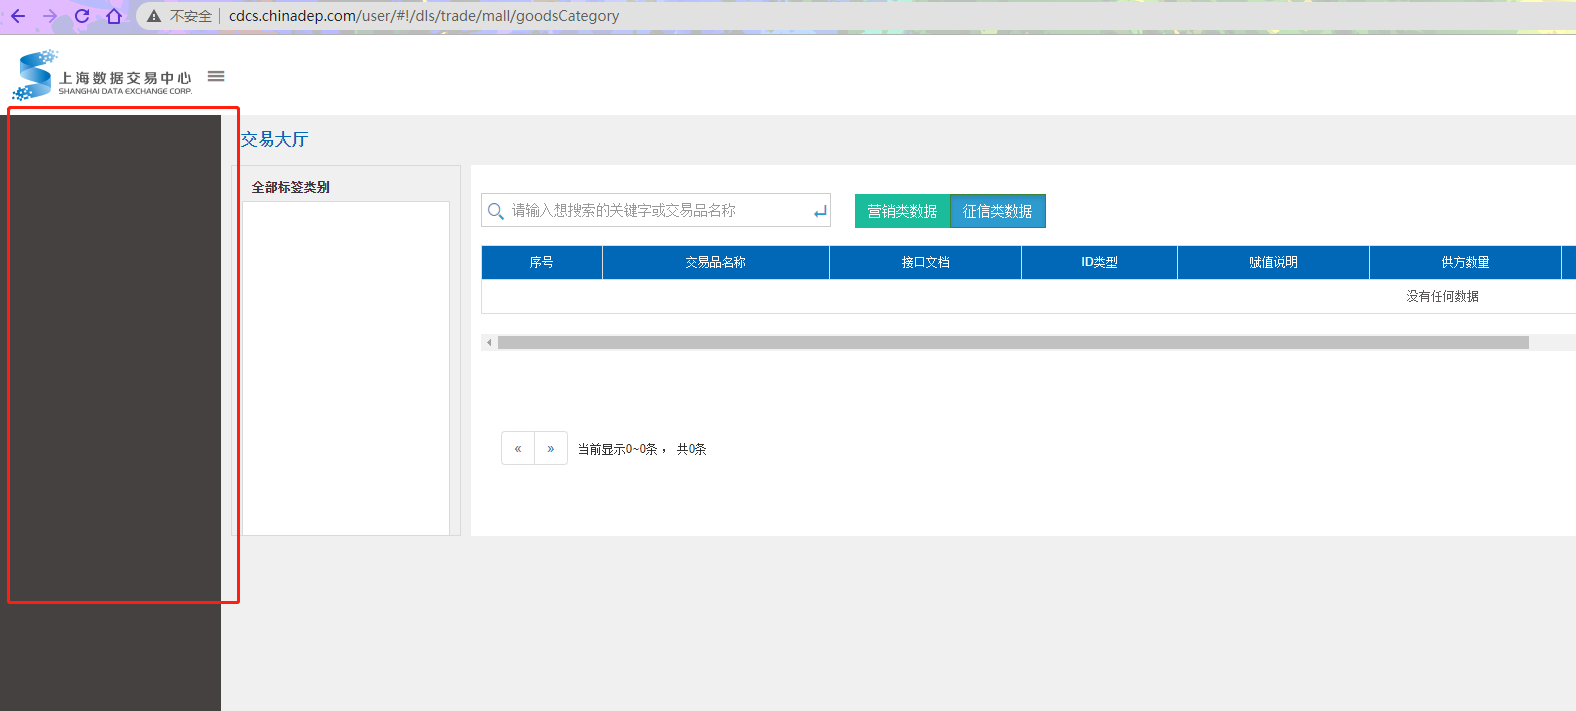 不安全 cdcs.chinadep.com/user/#!/dls/trade/mall/goodsCategory
上海数据交易中心
SHANGHAI DATA EXCHANGE CORP.
交易大厅
全部标签类别
请输入想搜索的关键字或交易品名称
营销类数据 征信类数据
序号 交易品名称 接口文档 ID类型 赋值说明 供方数量
没有任何数据
« » 当前显示0~0条， 共0条